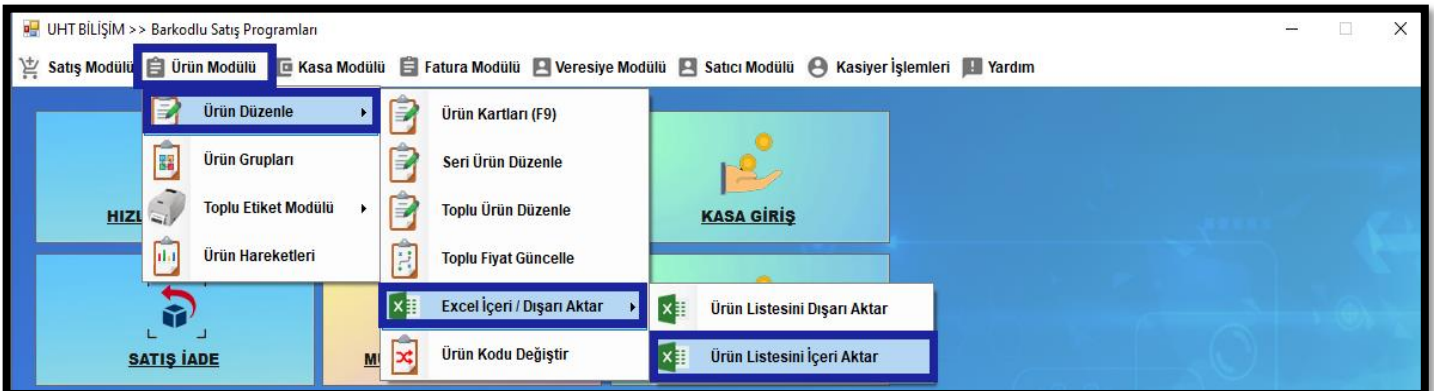 UHT BİLİŞİM >> Barkodlu Satış Programları
Satış Modülü Ürün Modülü Kasa Modülü Fatura Modülü Veresiye Modülü Satıcı Modülü Kasiyer İşlemleri Yardım
Ürün Düzenle
Ürün Grupları
Toplu Etiket Modülü
Ürün Hareketleri
Ürün Kartları (F9)
Seri Ürün Düzenle
Toplu Ürün Düzenle
Toplu Fiyat Güncelle
Excel İçeri / Dışarı Aktar
Ürün Kodu Değiştir
Ürün Listesini Dışarı Aktar
Ürün Listesini İçeri Aktar
HIZL
KASA GİRİŞ
SATIŞ İADE